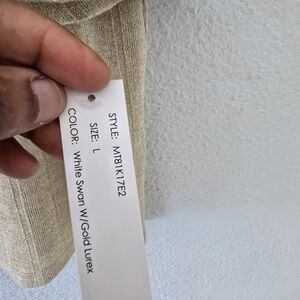 STYLE: MT81K17E2
SIZE: L
COLOR: White Swan W/Gold Lurex